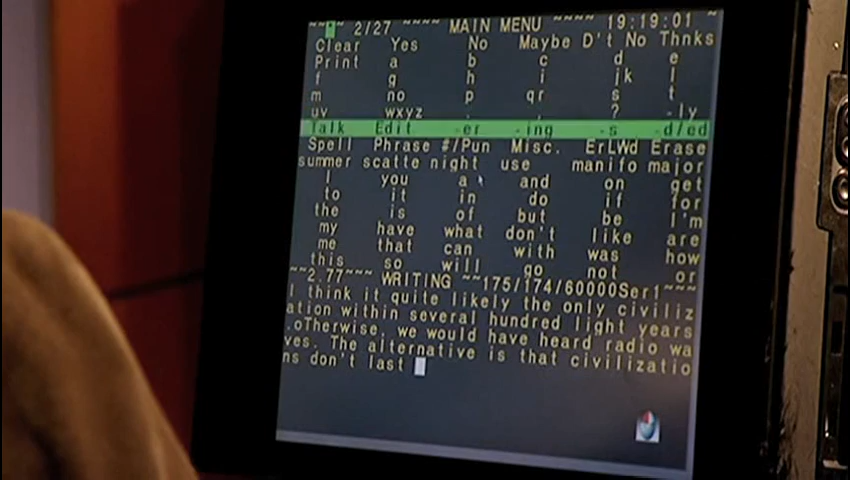 ~~*~ 2/27 ~~~~ MAIN MENU ~~~~ 19:19:01 ~
Clear Yes No Maybe D't No Thnks
Print a b c d e
f g h i jk l
m no p qr s t
uv wxyz . , ? -ly
Talk Edit -er -ing -s -d/ed
Spell Phrase #/Pun Misc. ErLWd Erase
summer scatte night use manifo major
I you a and on get
to it in do if for
the is of but be I'm
my have what don't like are
me that can with was how
this so will go not or
~~2.77~~~ WRITING ~~175/174/60000Ser1~~~
I think it quite likely the only civiliz
ation within several hundred light years
.oTherwise, we would have heard radio wa
ves. The alternative is that civilizatio
ns don't last